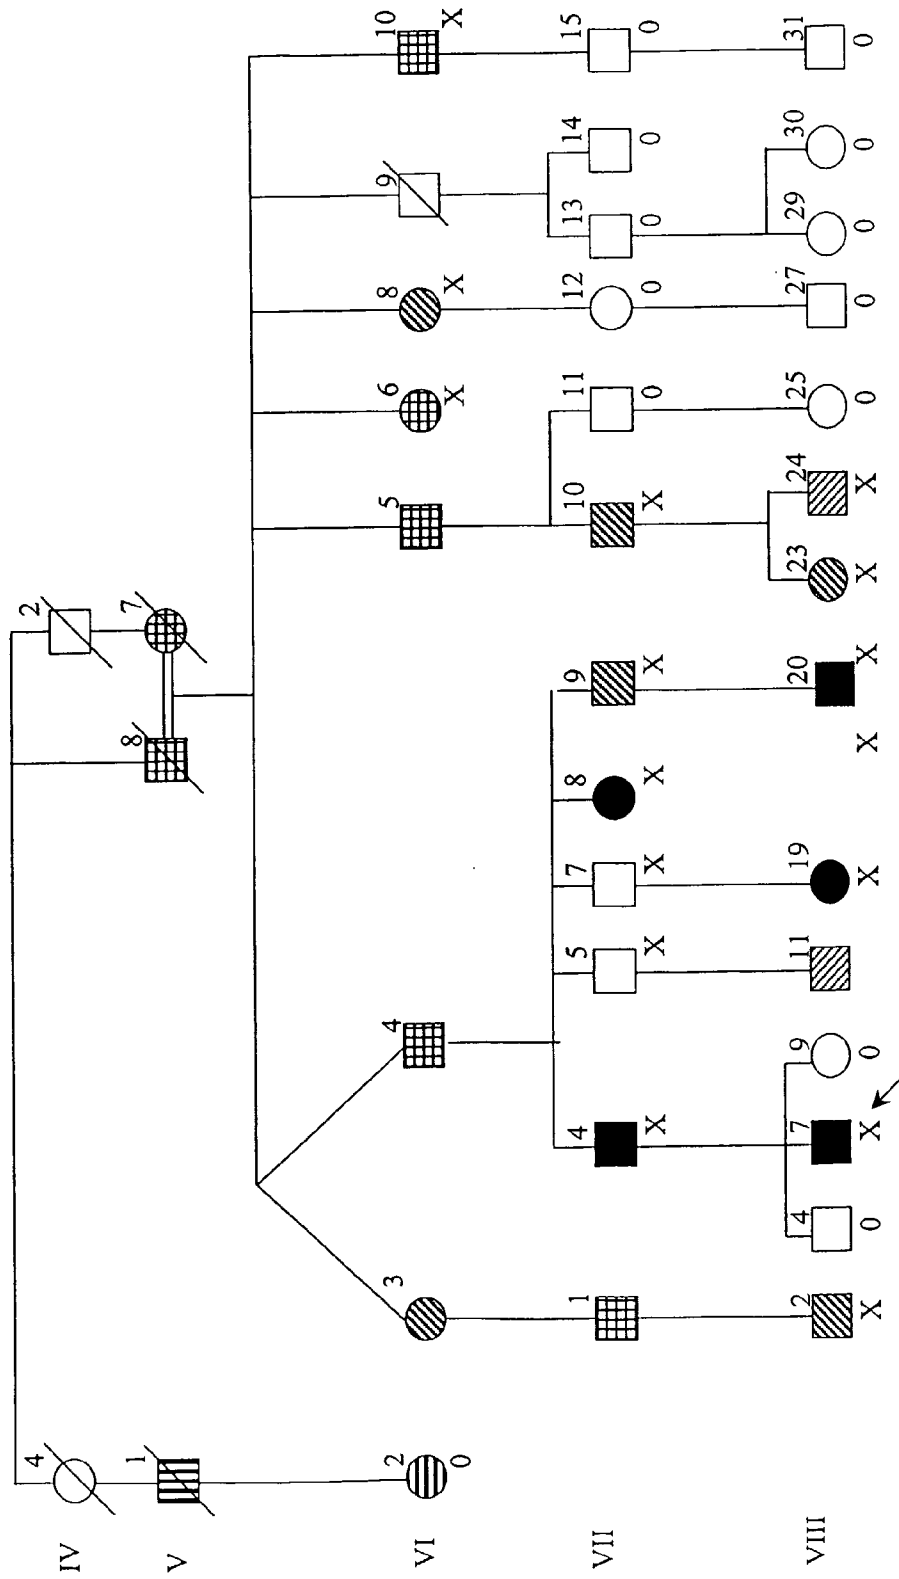 4 2
IV
1 8 7
V
2 3 4 5 6 8 9 10
VI
0 X X X
1 4 5 7 8 9 10 11 12 13 14 15
VII
X X X X X X 0 0 0 0 0
2 4 7 9 11 19 20 23 24 25 27 29 30 31
VIII
X 0 X 0 X X X X X 0 0 0 0 0